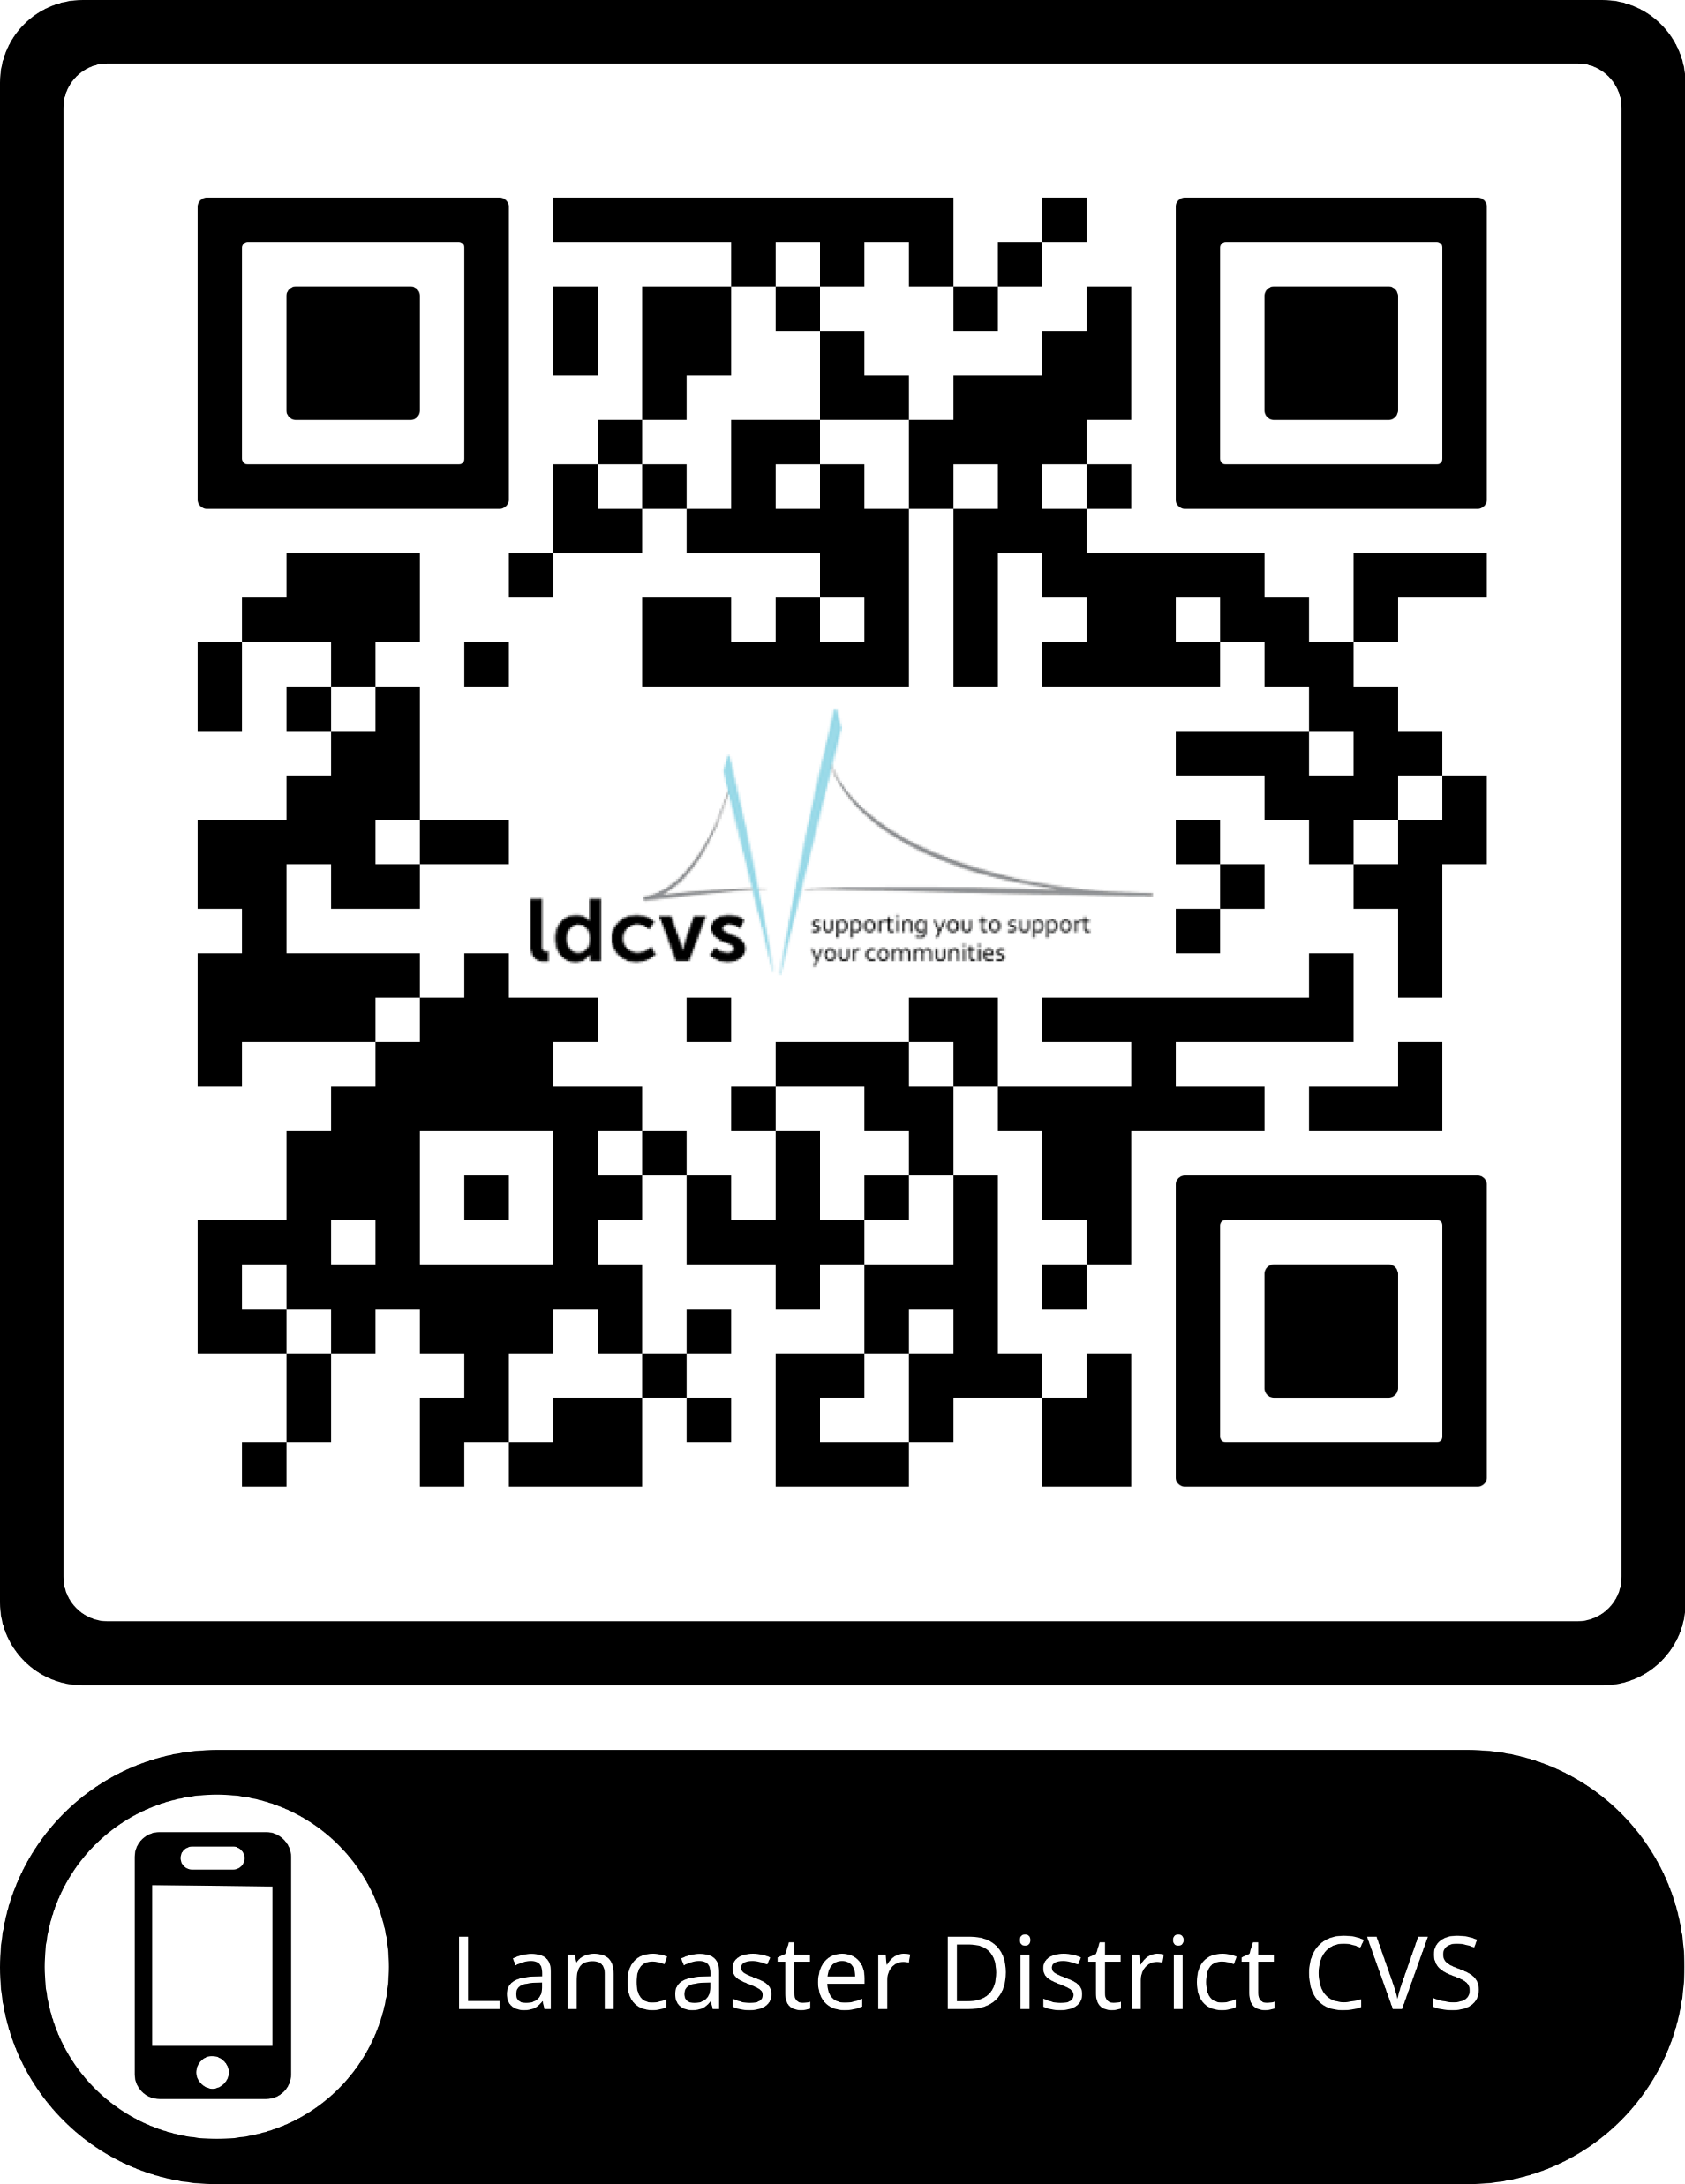 ldcvs
supporting you to support
your communities
Lancaster District CVS